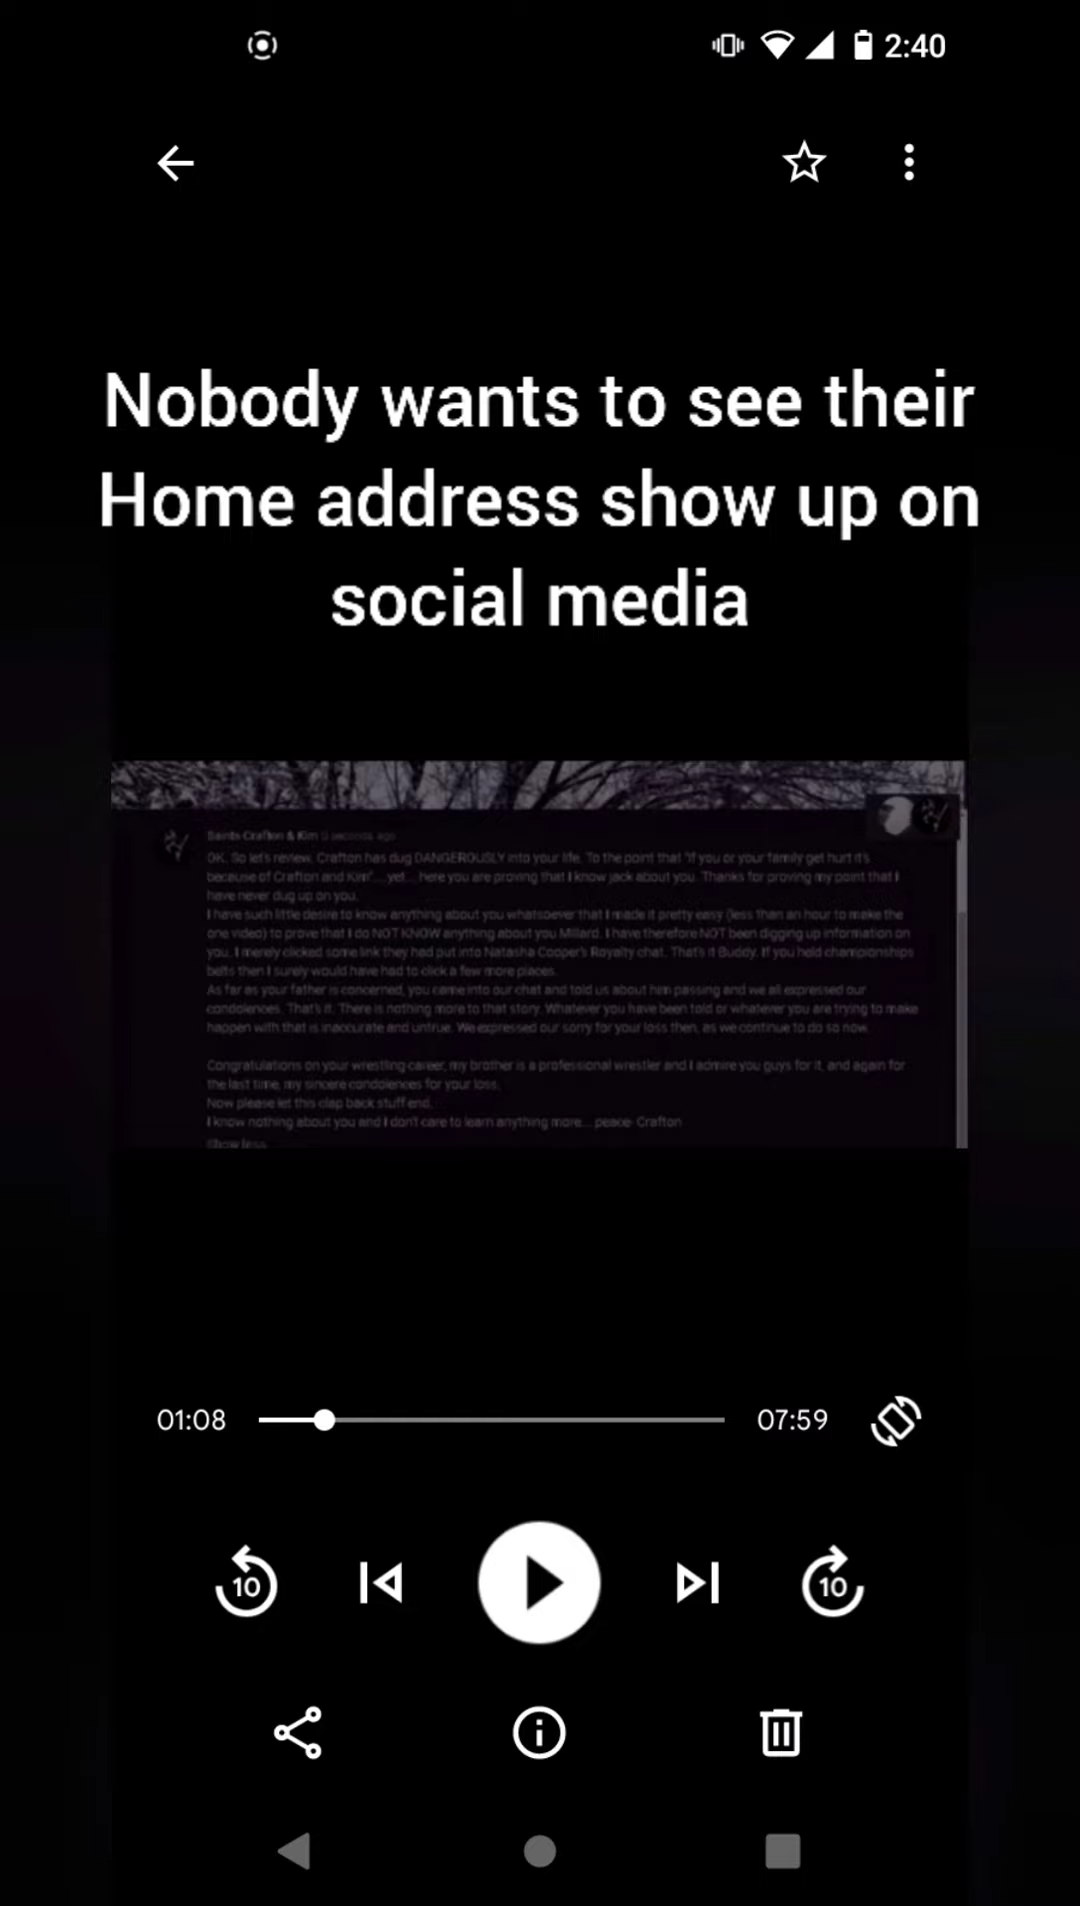 2:40
Nobody wants to see their
Home address show up on
social media
Saints Crafton & Kim 0 seconds ago
OK. So let's review. Crafton has dug DANGEROUSLY into your life. To the point that "if you or your family get hurt it's
because of Crafton and Kim"....yet... here you are proving that I know jack about you. Thanks for proving my point that I
have never dug up on you.
I have such little desire to know anything about you whatsoever that I made it pretty easy (less than an hour to make the
one video) to prove that I do NOT KNOW anything about you Millard. I have therefore NOT been digging up information on
you. I merely clicked some link they had put into Natasha Cooper's Royalty chat. That's it Buddy. If you held championships
belts then I surely would have had to click a few more places.
As far as your father is concerned, you came into our chat and told us about him passing and we all expressed our
condolences. That's it. There is nothing more to that story. Whatever you have been told or whatever you are trying to make
happen with that is inaccurate and untrue. We expressed our sorry for your loss then, as we continue to do so now.
Congratulations on your wrestling career, my brother is a professional wrestler and I admire you guys for it, and again for
the last time, my sincere condolences for your loss.
Now please let this clap back stuff end.
I know nothing about you and I don't care to learn anything more... peace- Crafton
Show less
01:08
07:59
10
10